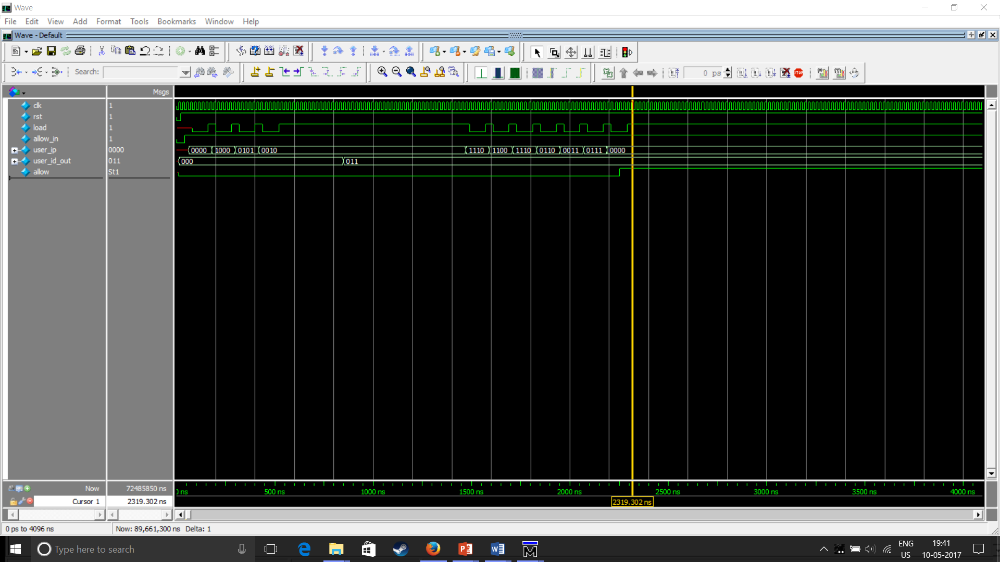 Wave
File Edit View Add Format Tools Bookmarks Window Help
Wave - Default
Search:
0 ps
STOP
Msgs
clk 1
rst 1
load 1
allow_in 1
user_ip 0000 0000 1000 0101 0010 1110 1100 1110 0110 0011 0111 0000
user_id_out 011 000 011
allow St1
Now 72485850 ns
500 ns 1000 ns 1500 ns 2000 ns 2500 ns 3000 ns 3500 ns 4000 ns
Cursor 1 2319.302 ns 2319.302 ns
0 ps to 4096 ns Now: 89,661,300 ns Delta: 1
Type here to search
ENG
US
19:41
10-05-2017